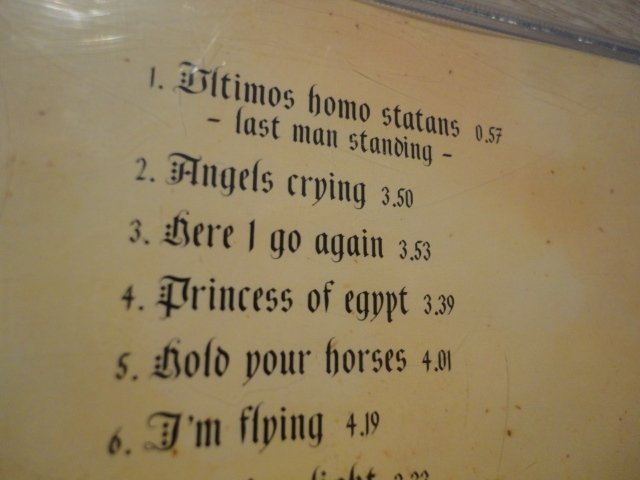 1. Ultimos homo statans 0.57
- last man standing -
2. Angels crying 3.50
3. Here I go again 3.53
4. Princess of egypt 3.39
5. Hold your horses 4.01
6. I'm flying 4.19